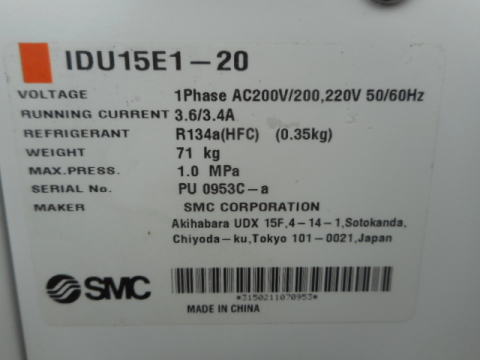 IDU15E1-20
VOLTAGE 1Phase AC200V/200,220V 50/60Hz
RUNNING CURRENT 3.6/3.4A
REFRIGERANT R134a(HFC) (0.35kg)
WEIGHT 71 kg
MAX.PRESS. 1.0 MPa
SERIAL No. PU 0953C-a
MAKER SMC CORPORATION
Akihabara UDX 15F,4-14-1,Sotokanda,
Chiyoda-ku,Tokyo 101-0021,Japan
SMC
*3150211070953*
MADE IN CHINA